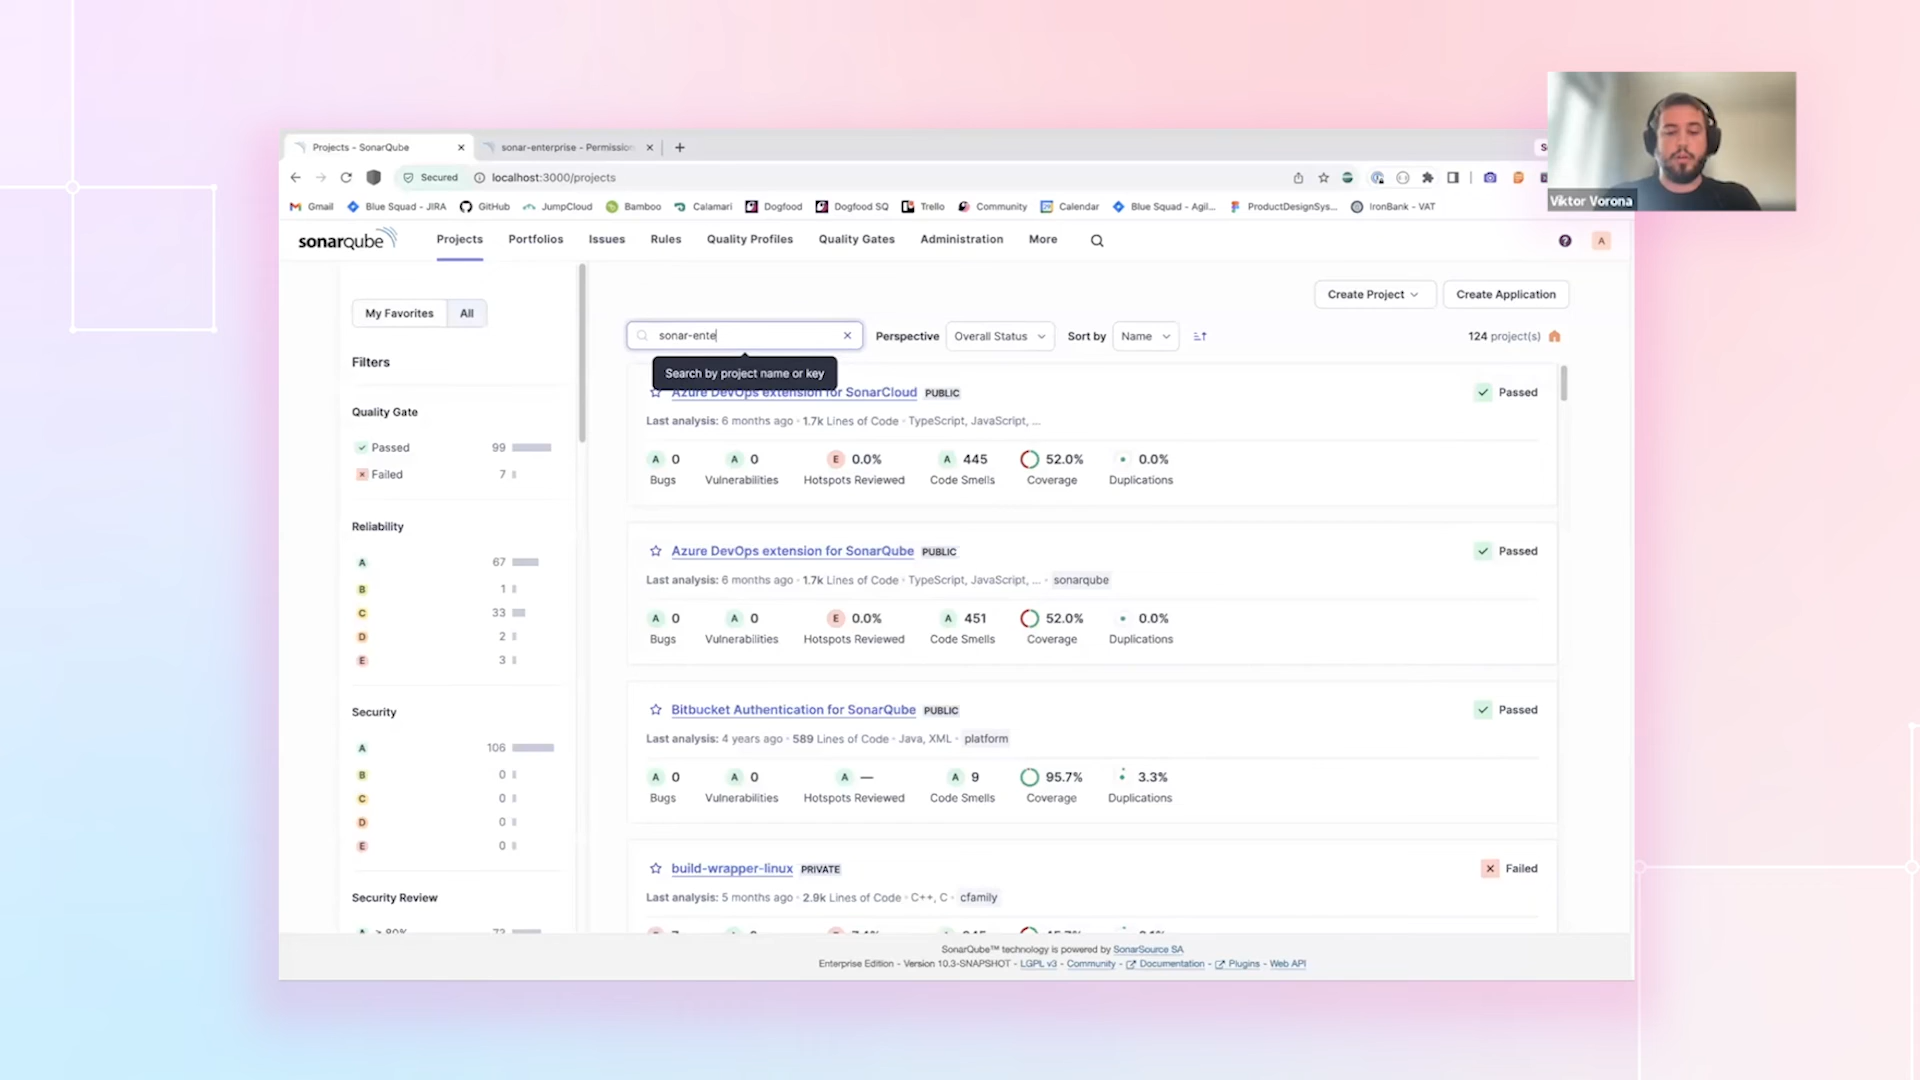 Viktor Vorona
Projects - SonarQube
sonar-enterprise - Permission
Secured
localhost:3000/projects
Gmail Blue Squad - JIRA GitHub JumpCloud Bamboo Calamari Dogfood Dogfood SQ Trello Community Calendar Blue Squad - Agil... ProductDesignSys... IronBank - VAT
sonarqube Projects Portfolios Issues Rules Quality Profiles Quality Gates Administration More A
My Favorites All
Filters
Quality Gate
Passed 99
Failed 7
Reliability
A 67
B 1
C 33
D 2
E 3
Security
A 106
B 0
C 0
D 0
E 0
Security Review
Create Project Create Application
sonar-ente Perspective Overall Status Sort by Name 124 project(s)
Search by project name or key
Azure DevOps extension for SonarCloud PUBLIC Passed
Last analysis: 6 months ago · 1.7k Lines of Code · TypeScript, JavaScript, ...
A 0 A 0 E 0.0% A 445 52.0% 0.0%
Bugs Vulnerabilities Hotspots Reviewed Code Smells Coverage Duplications
Azure DevOps extension for SonarQube PUBLIC Passed
Last analysis: 6 months ago · 1.7k Lines of Code · TypeScript, JavaScript, ... · sonarqube
A 0 A 0 E 0.0% A 451 52.0% 0.0%
Bugs Vulnerabilities Hotspots Reviewed Code Smells Coverage Duplications
Bitbucket Authentication for SonarQube PUBLIC Passed
Last analysis: 4 years ago · 589 Lines of Code · Java, XML · platform
A 0 A 0 A — A 9 95.7% 3.3%
Bugs Vulnerabilities Hotspots Reviewed Code Smells Coverage Duplications
build-wrapper-linux PRIVATE Failed
Last analysis: 5 months ago · 2.9k Lines of Code · C++, C · cfamily
SonarQube™ technology is powered by SonarSource SA
Enterprise Edition - Version 10.3-SNAPSHOT - LGPL v3 - Community - Documentation - Plugins - Web API